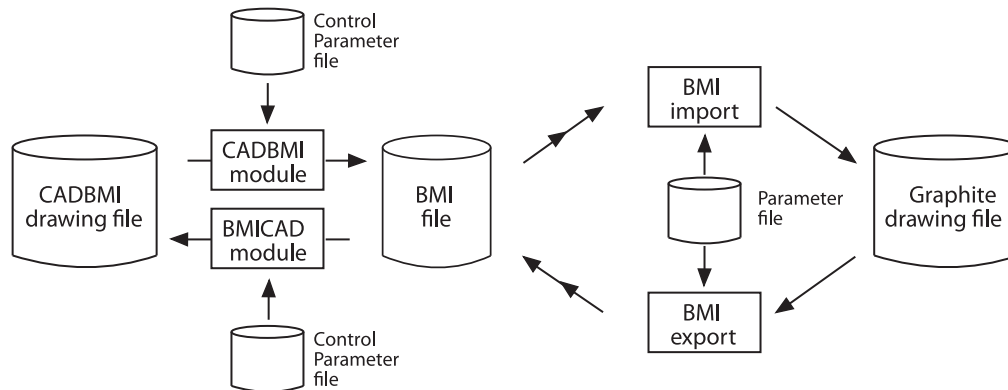 Control
Parameter
file
CADBMI
module
CADBMI
drawing file
BMICAD
module
Control
Parameter
file
BMI
file
BMI
import
Parameter
file
BMI
export
Graphite
drawing file